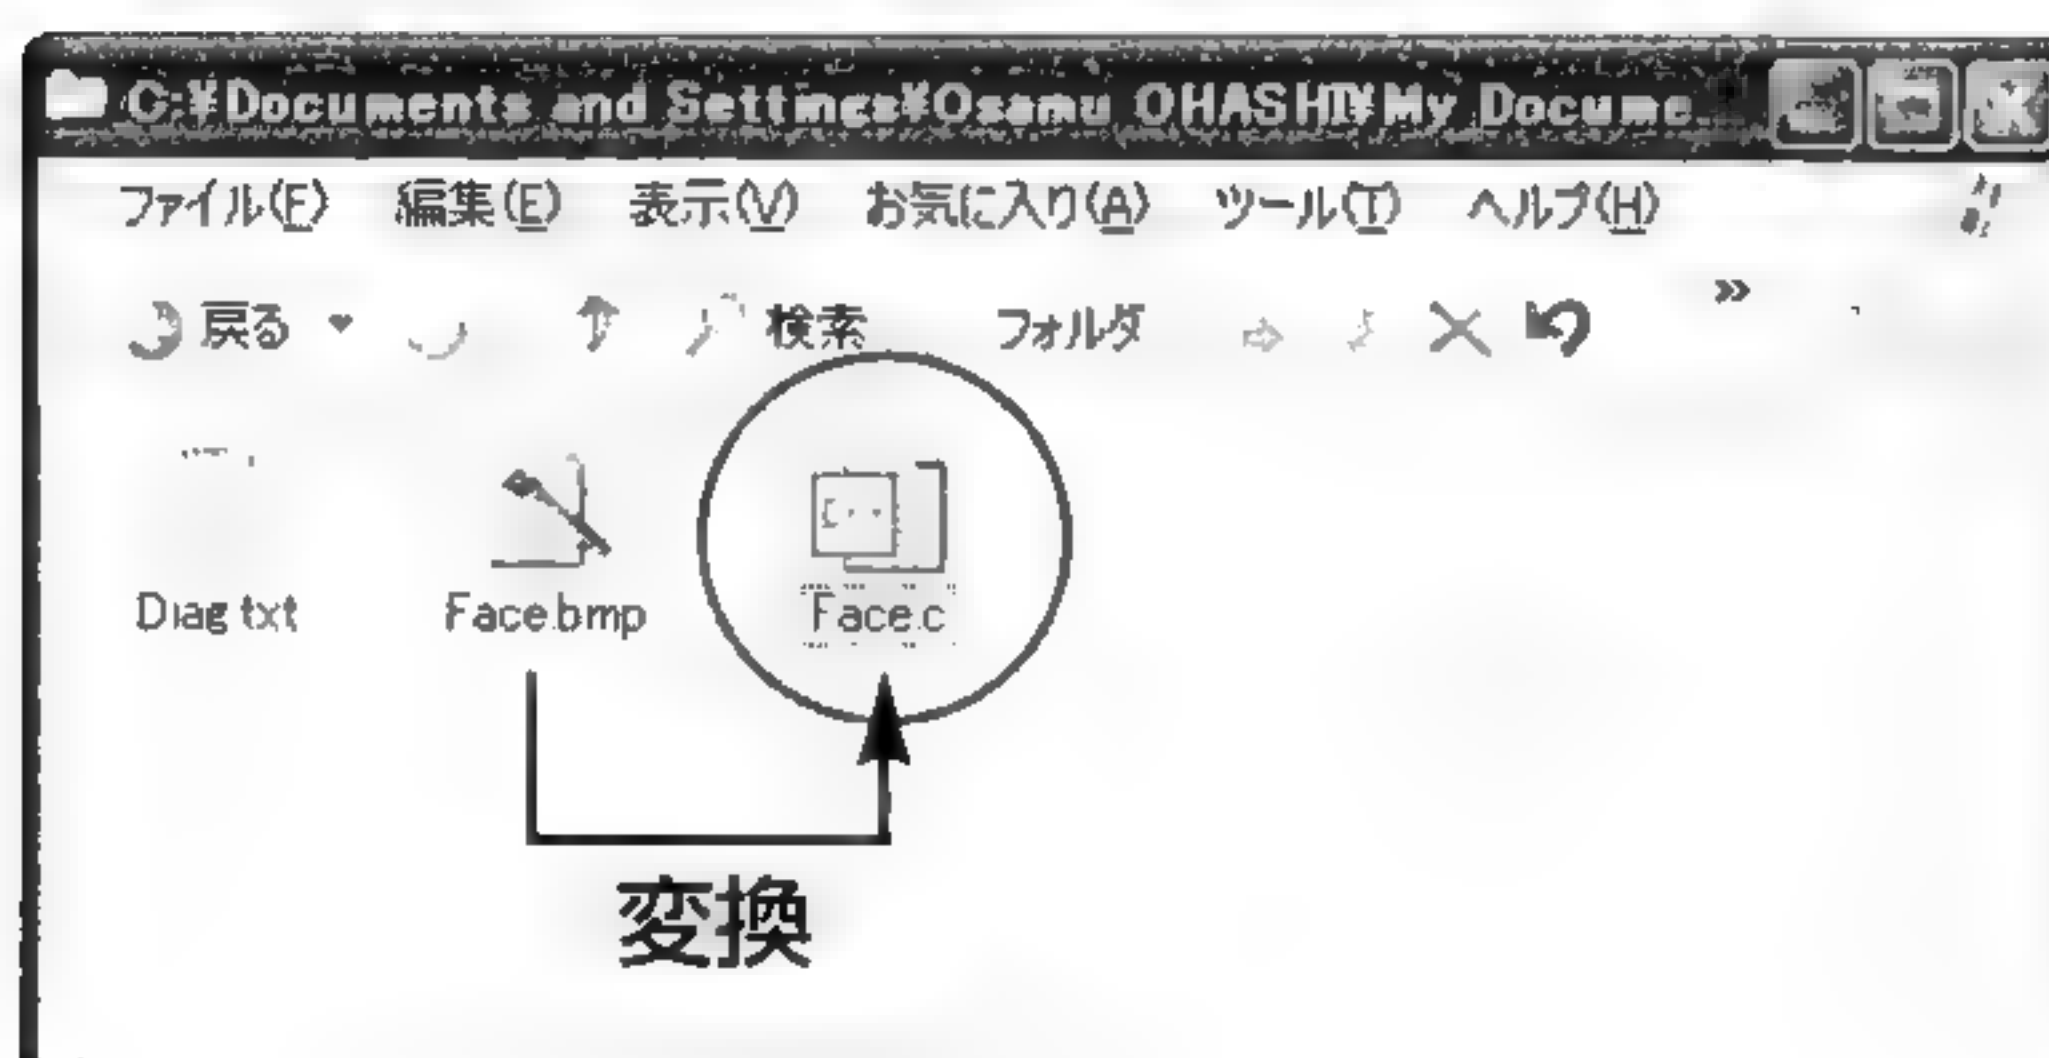 C:¥Documents and Settings¥Osamu OHASHI¥My Docume...
ファイル(F) 編集(E) 表示(V) お気に入り(A) ツール(T) ヘルプ(H)
戻る 検索 フォルダ »
Diag.txt Face.bmp Face.c
変換